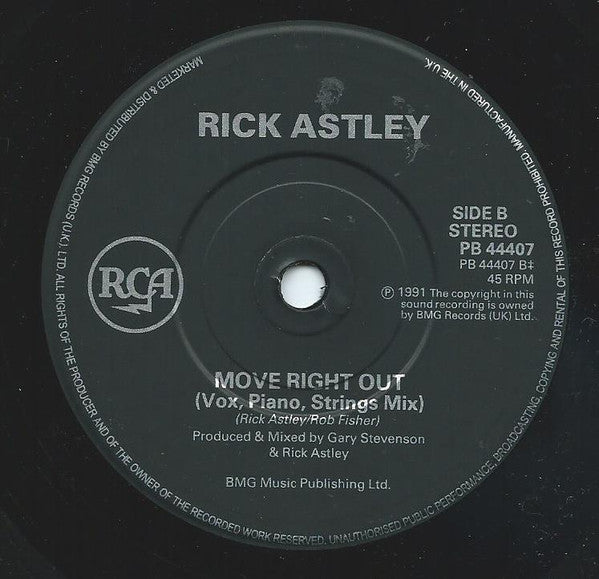 RICK ASTLEY
RCA
SIDE B
STEREO
PB 44407
PB 44407 B‡
45 RPM
℗ 1991 The copyright in this
sound recording is owned
by BMG Records (UK) Ltd.
MOVE RIGHT OUT
(Vox, Piano, Strings Mix)
(Rick Astley/Rob Fisher)
Produced & Mixed by Gary Stevenson
& Rick Astley
BMG Music Publishing Ltd.
MARKETED & DISTRIBUTED BY BMG RECORDS (UK) LTD. ALL RIGHTS OF THE PRODUCER AND OF THE OWNER OF THE RECORDED WORK RESERVED. UNAUTHORISED PUBLIC PERFORMANCE, BROADCASTING, COPYING AND RENTAL OF THIS RECORD PROHIBITED. MANUFACTURED IN THE UK.